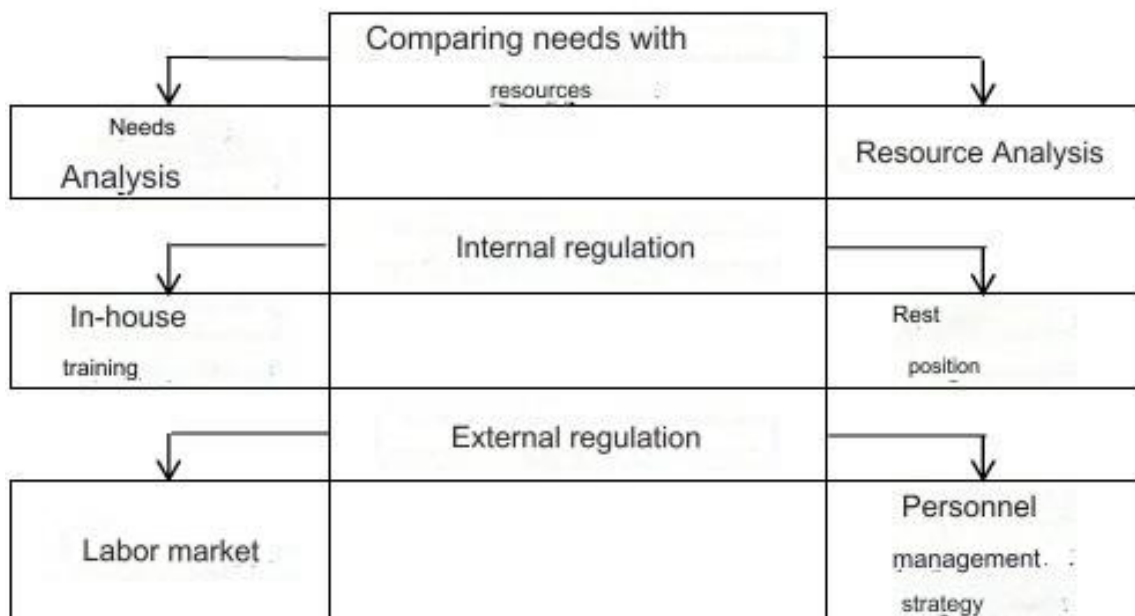 Comparing needs with
resources
Needs
Analysis
Resource Analysis
Internal regulation
In-house
training
Rest
position
External regulation
Labor market
Personnel
management
strategy